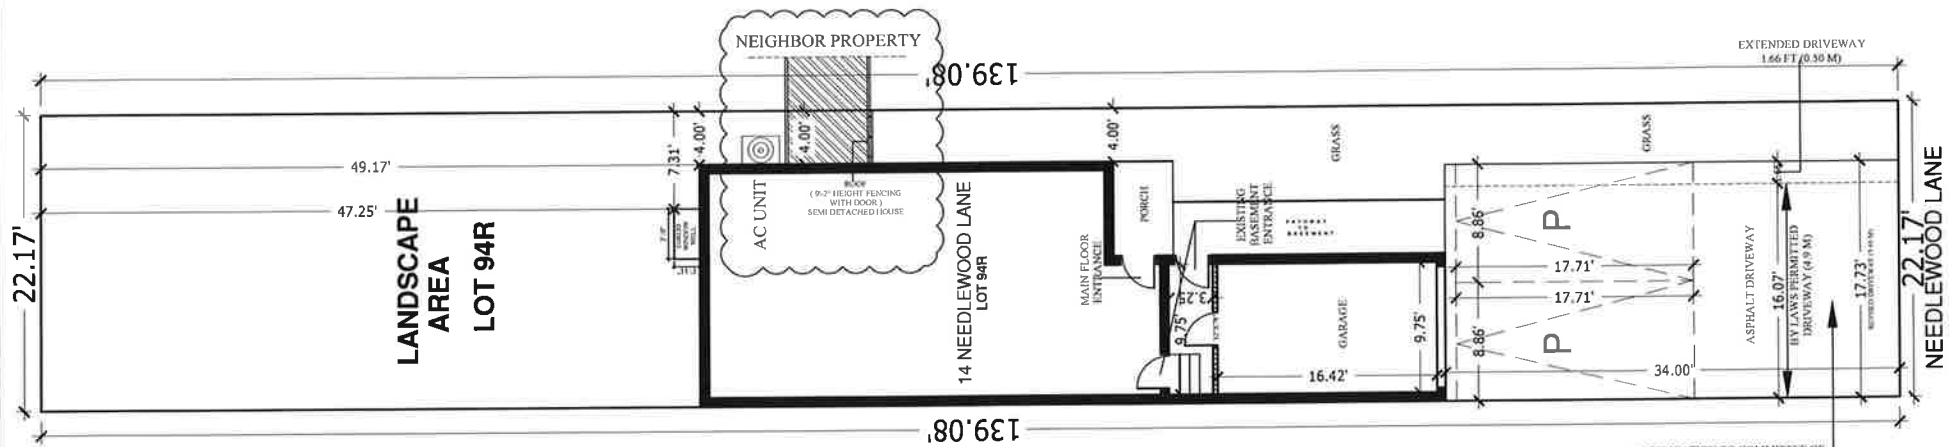 NEIGHBOR PROPERTY
139.08'
EXTENDED DRIVEWAY
1.66 FT (0.50 M)
22.17'
49.17'
47.25'
7.31'
4.00'
4.00'
4.00'
LANDSCAPE
AREA
LOT 94R
AC UNIT
ROOF
( 9'-2" HEIGHT FENCING
WITH DOOR )
SEMI DETACHED HOUSE
14 NEEDLEWOOD LANE
LOT 94R
MAIN FLOOR
ENTRANCE
PORCH
EXISTING
BASEMENT
ENTRANCE
PATHWAY
TO
BASEMENT
GRASS
GRASS
3.25'
9.75'
GARAGE
16.42'
9.75'
8.86'
8.86'
P
P
17.71'
17.71'
34.00'
ASPHALT DRIVEWAY
16.07'
BY LAWS PERMITTED
DRIVEWAY (4.9 M)
17.73'
22.17'
NEEDLEWOOD LANE
139.08'